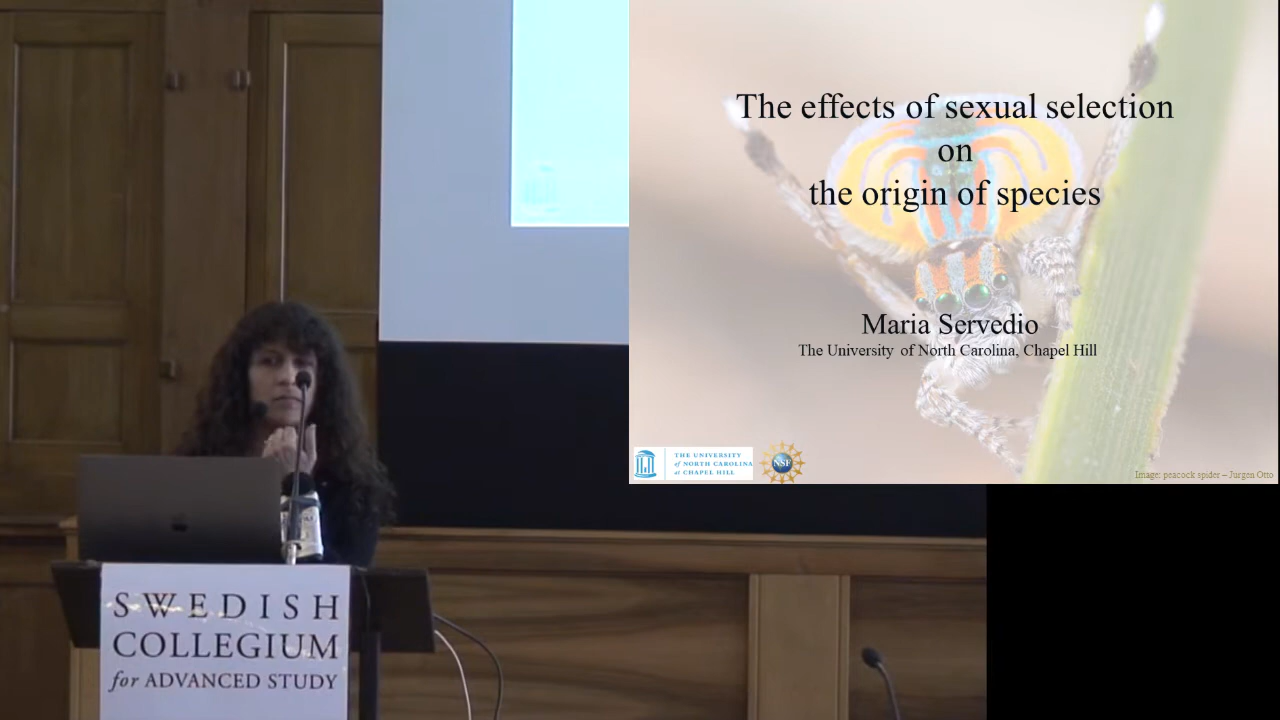 The effects of sexual selection
on
the origin of species
Maria Servedio
The University of North Carolina, Chapel Hill
THE UNIVERSITY
of NORTH CAROLINA
at CHAPEL HILL
NSF
Image: peacock spider – Jurgen Otto
SWEDISH
COLLEGIUM
for ADVANCED STUDY